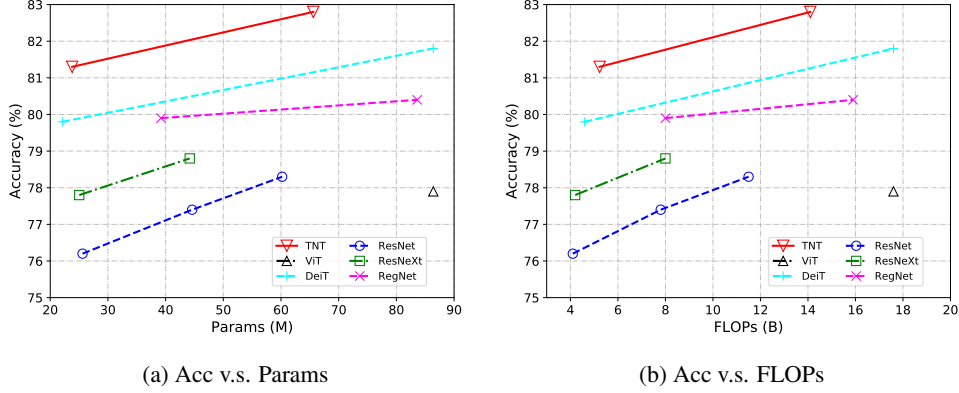 83
82
81
80
79
78
77
76
75
20 30 40 50 60 70 80 90
Accuracy (%)
Params (M)
TNT
ViT
DeiT
ResNet
ResNeXt
RegNet
(a) Acc v.s. Params
83
82
81
80
79
78
77
76
75
4 6 8 10 12 14 16 18 20
Accuracy (%)
FLOPs (B)
TNT
ViT
DeiT
ResNet
ResNeXt
RegNet
(b) Acc v.s. FLOPs